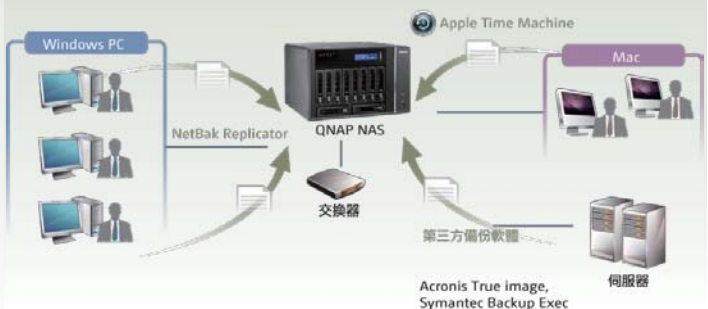 Apple Time Machine
Windows PC
Mac
NetBak Replicator
QNAP NAS
交換器
第三方備份軟體
伺服器
Acronis True image,
Symantec Backup Exec